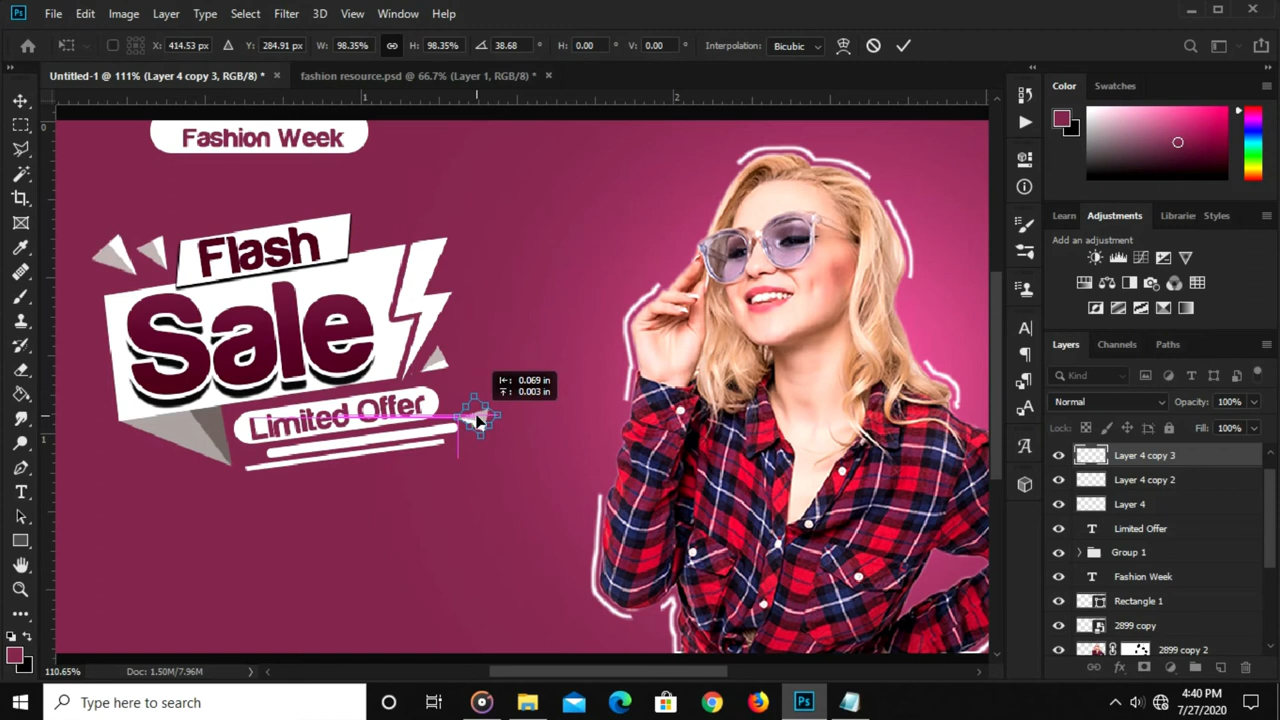 Ps File Edit Image Layer Type Select Filter 3D View Window Help
X: 414.53 px Y: 284.91 px W: 98.35% H: 98.35% 38.68 ° H: 0.00 ° V: 0.00 ° Interpolation: Bicubic
Untitled-1 @ 111% (Layer 4 copy 3, RGB/8) * × fashion resource.psd @ 66.7% (Layer 1, RGB/8) * ×
1 2
0
1
Fashion Week
Flash
Sale
Limited Offer
0.069 in
0.003 in
Color Swatches
Learn Adjustments Librarie Styles
Add an adjustment
Layers Channels Paths
Kind
Normal Opacity: 100%
Lock: Fill: 100%
Layer 4 copy 3
Layer 4 copy 2
Layer 4
T Limited Offer
Group 1
T Fashion Week
Rectangle 1
2899 copy
2899 copy 2
110.65% Doc: 1.50M/7.96M
Type here to search
Ps
4:40 PM
7/27/2020